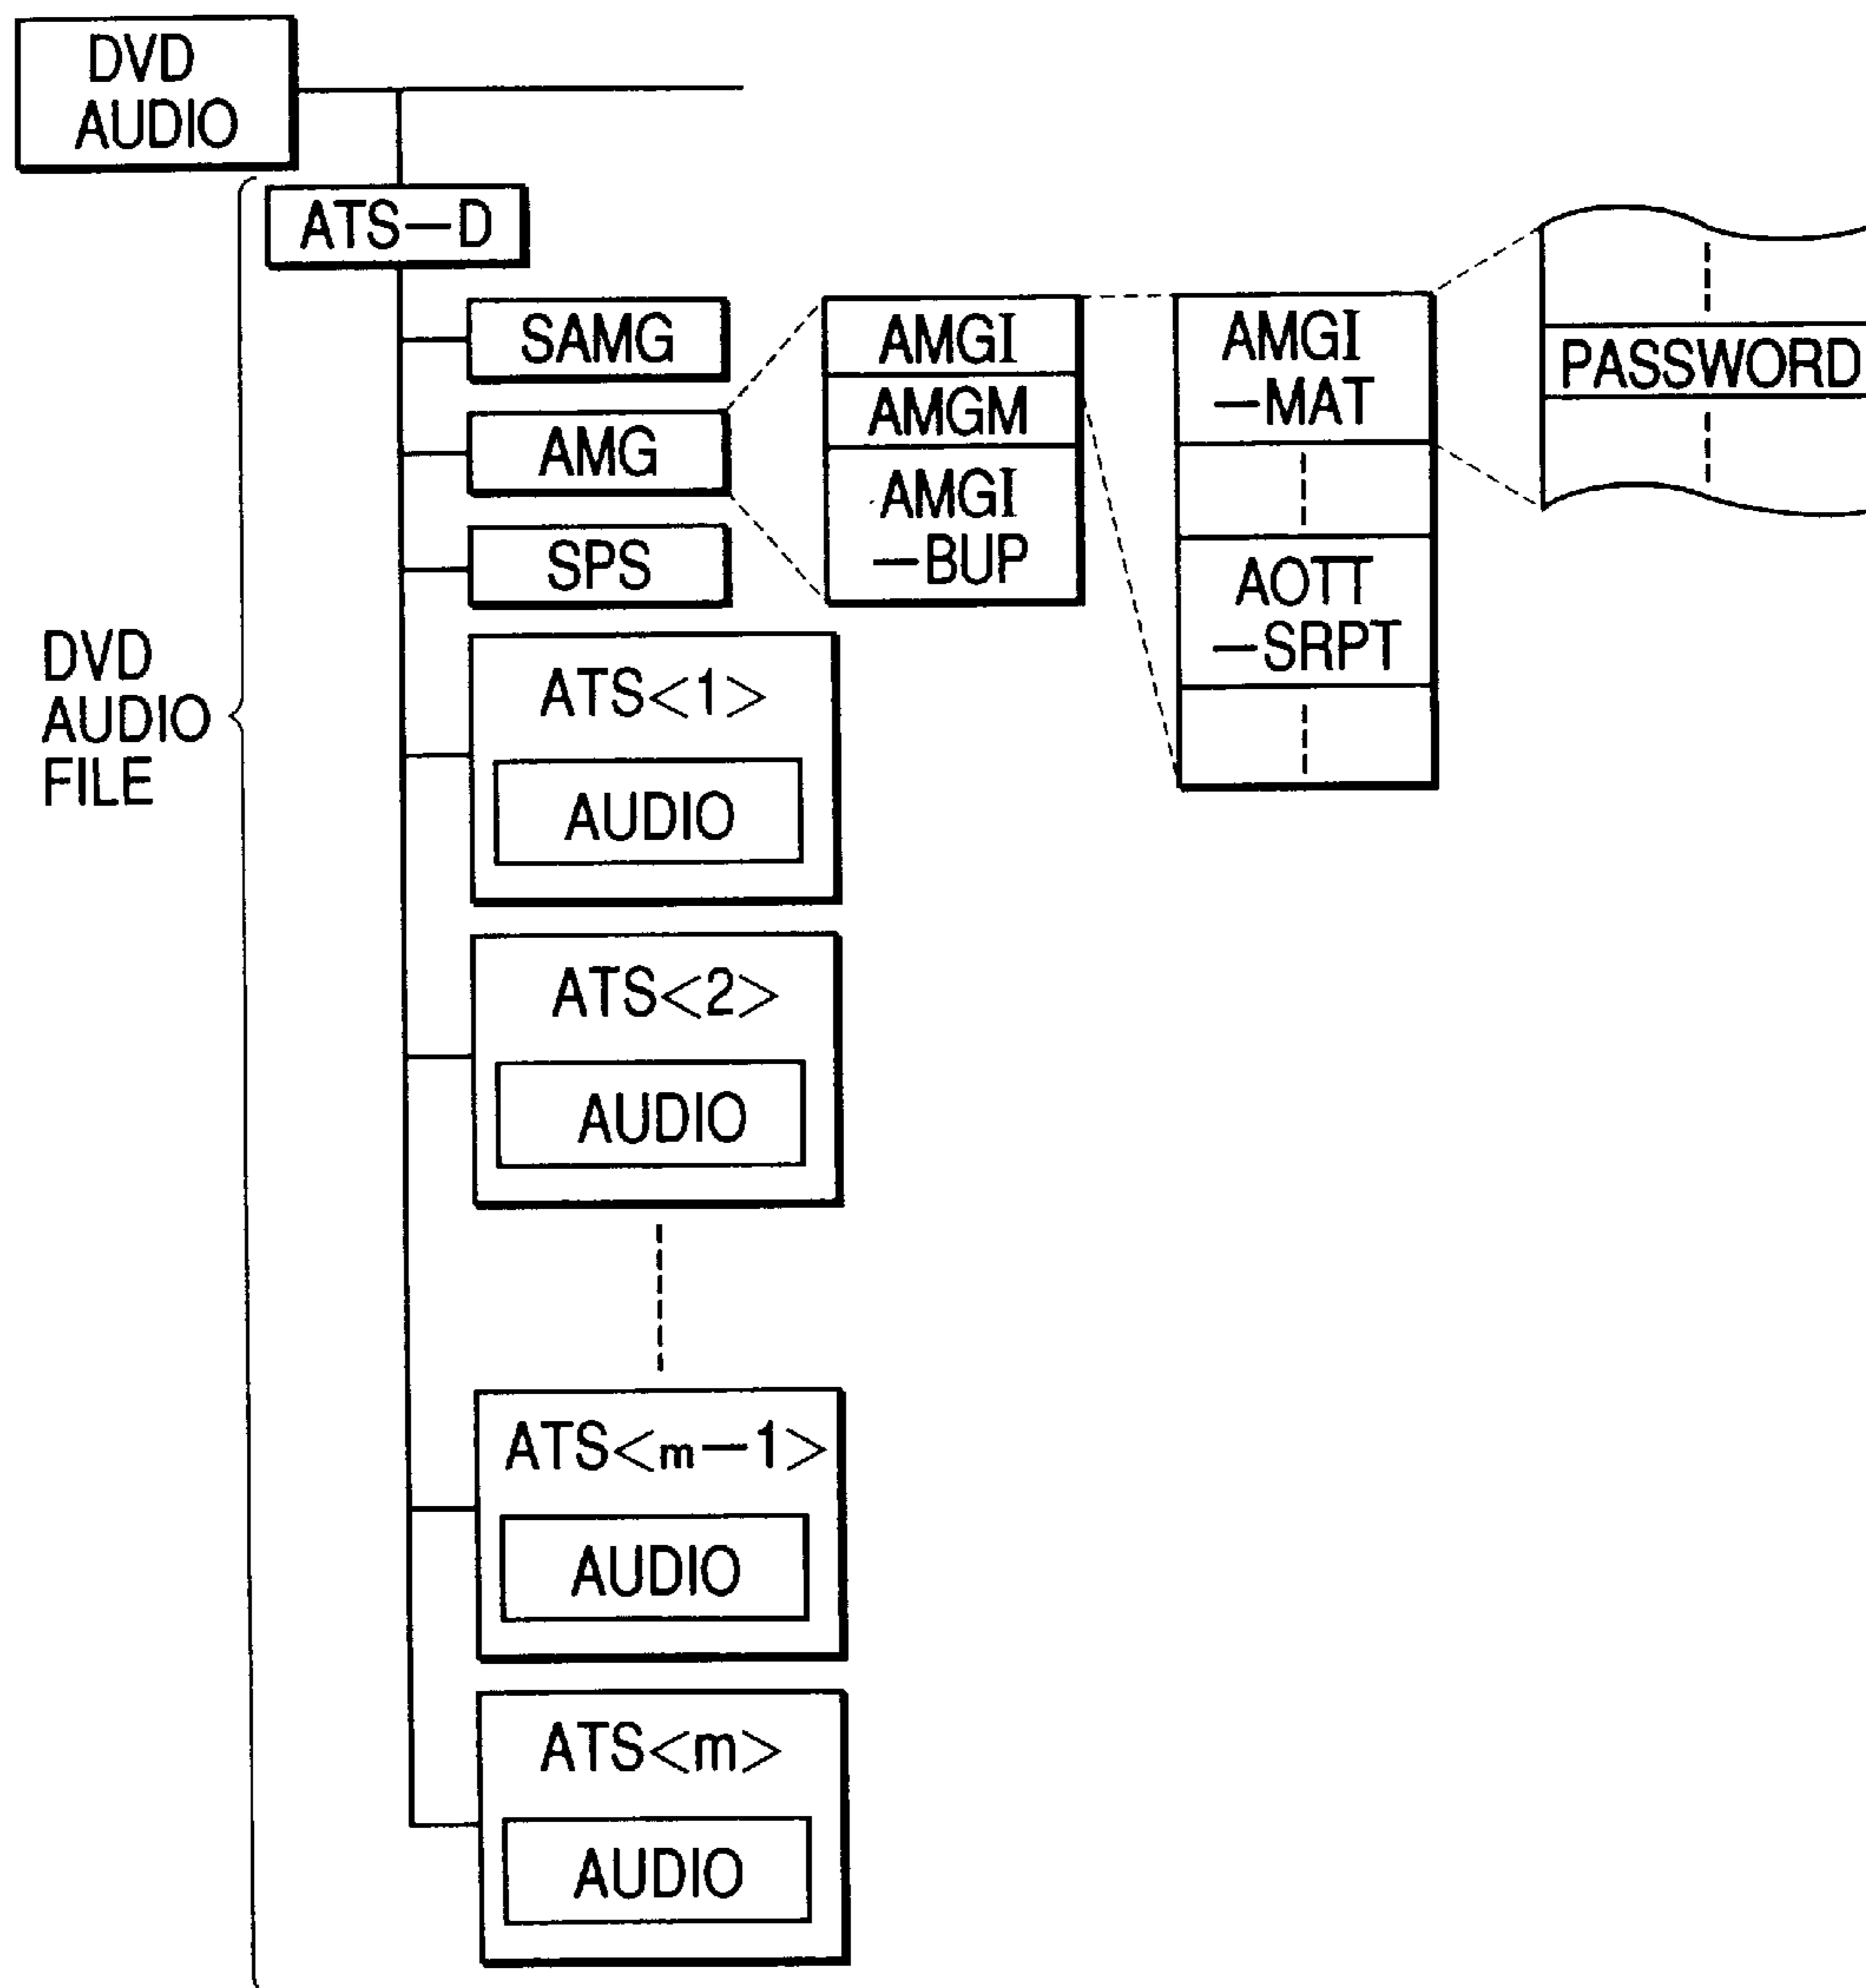 DVD
AUDIO
ATS—D
SAMG
AMG
SPS
AMGI
AMGM
AMGI
—BUP
AMGI
—MAT
AOTT
—SRPT
PASSWORD
DVD
AUDIO
FILE
ATS<1>
AUDIO
ATS<2>
AUDIO
ATS<m—1>
AUDIO
ATS<m>
AUDIO